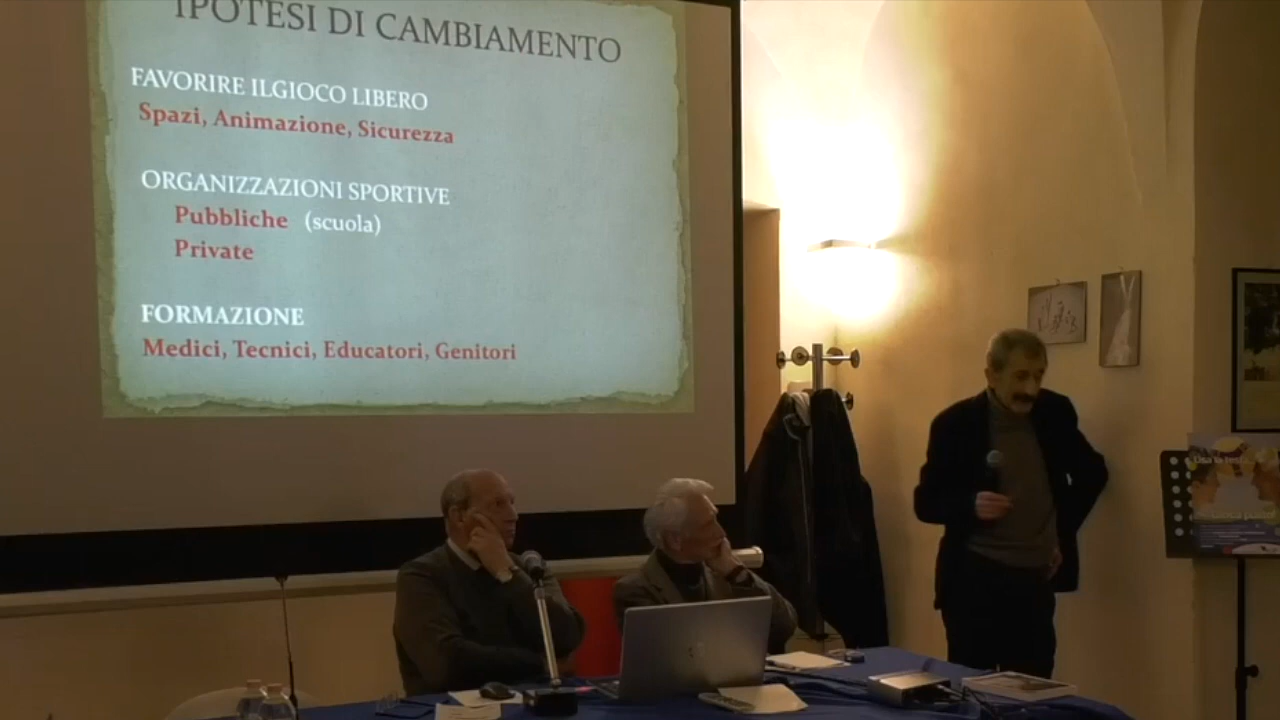 IPOTESI DI CAMBIAMENTO
FAVORIRE ILGIOCO LIBERO
Spazi, Animazione, Sicurezza
ORGANIZZAZIONI SPORTIVE
Pubbliche (scuola)
Private
FORMAZIONE
Medici, Tecnici, Educatori, Genitori